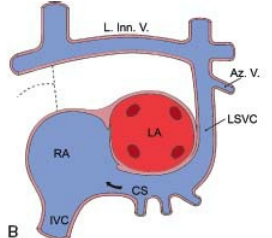 L. Inn. V.
Az. V.
LSVC
LA
RA
CS
IVC
B